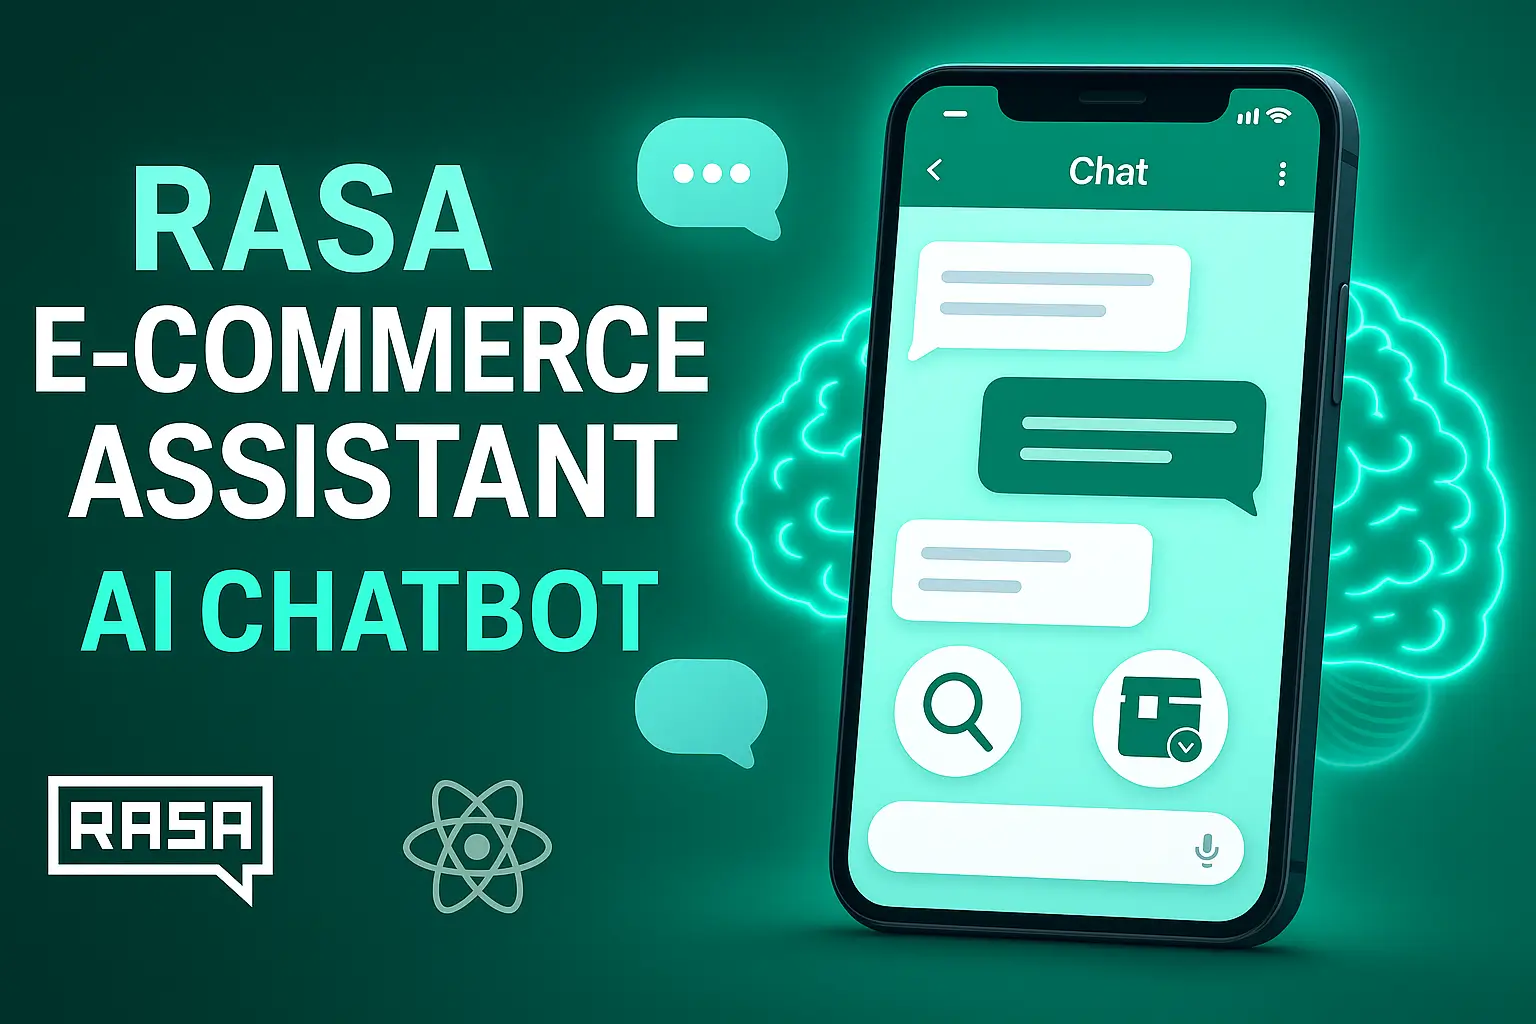 RASA
E-COMMERCE
ASSISTANT
AI CHATBOT
RASA
Chat